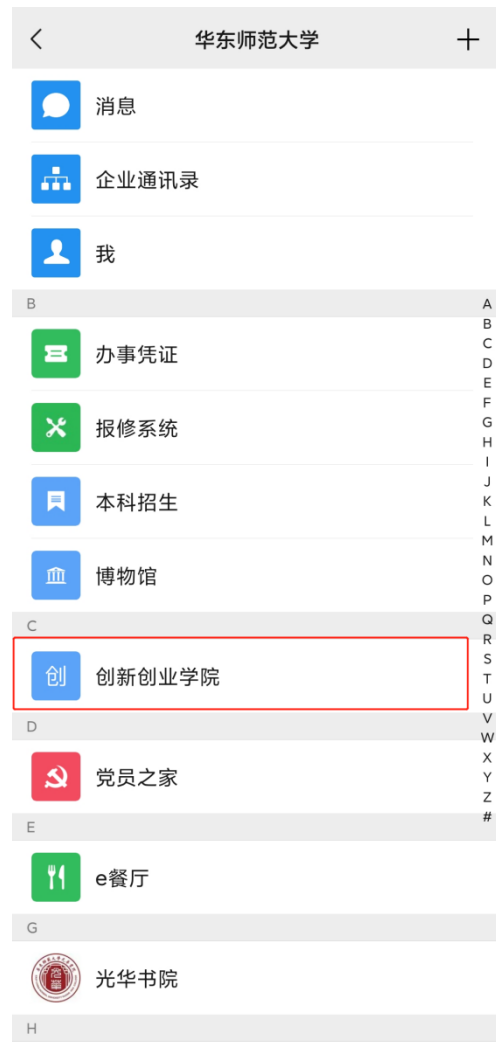 华东师范大学
消息
企业通讯录
我
B
办事凭证
报修系统
本科招生
博物馆
C
创
创新创业学院
D
党员之家
E
e餐厅
G
光华书院
H
A
B
C
D
E
F
G
H
I
J
K
L
M
N
O
P
Q
R
S
T
U
V
W
X
Y
Z
#